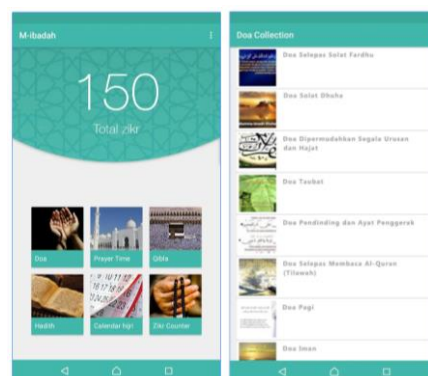 M-ibadah
150
Total zikr
Doa
Prayer Time
Qibla
Hadith
Calendar hijri
Zikr Counter
Doa Collection
Doa Selepas Solat Fardhu
Doa Solat Dhuha
Doa Dipermudahkan Segala Urusan
dan Hajat
Doa Taubat
Doa Pendinding dan Ayat Penggerak
Doa Selepas Membaca Al-Quran
(Tilawah)
Doa Pagi
Doa Iman